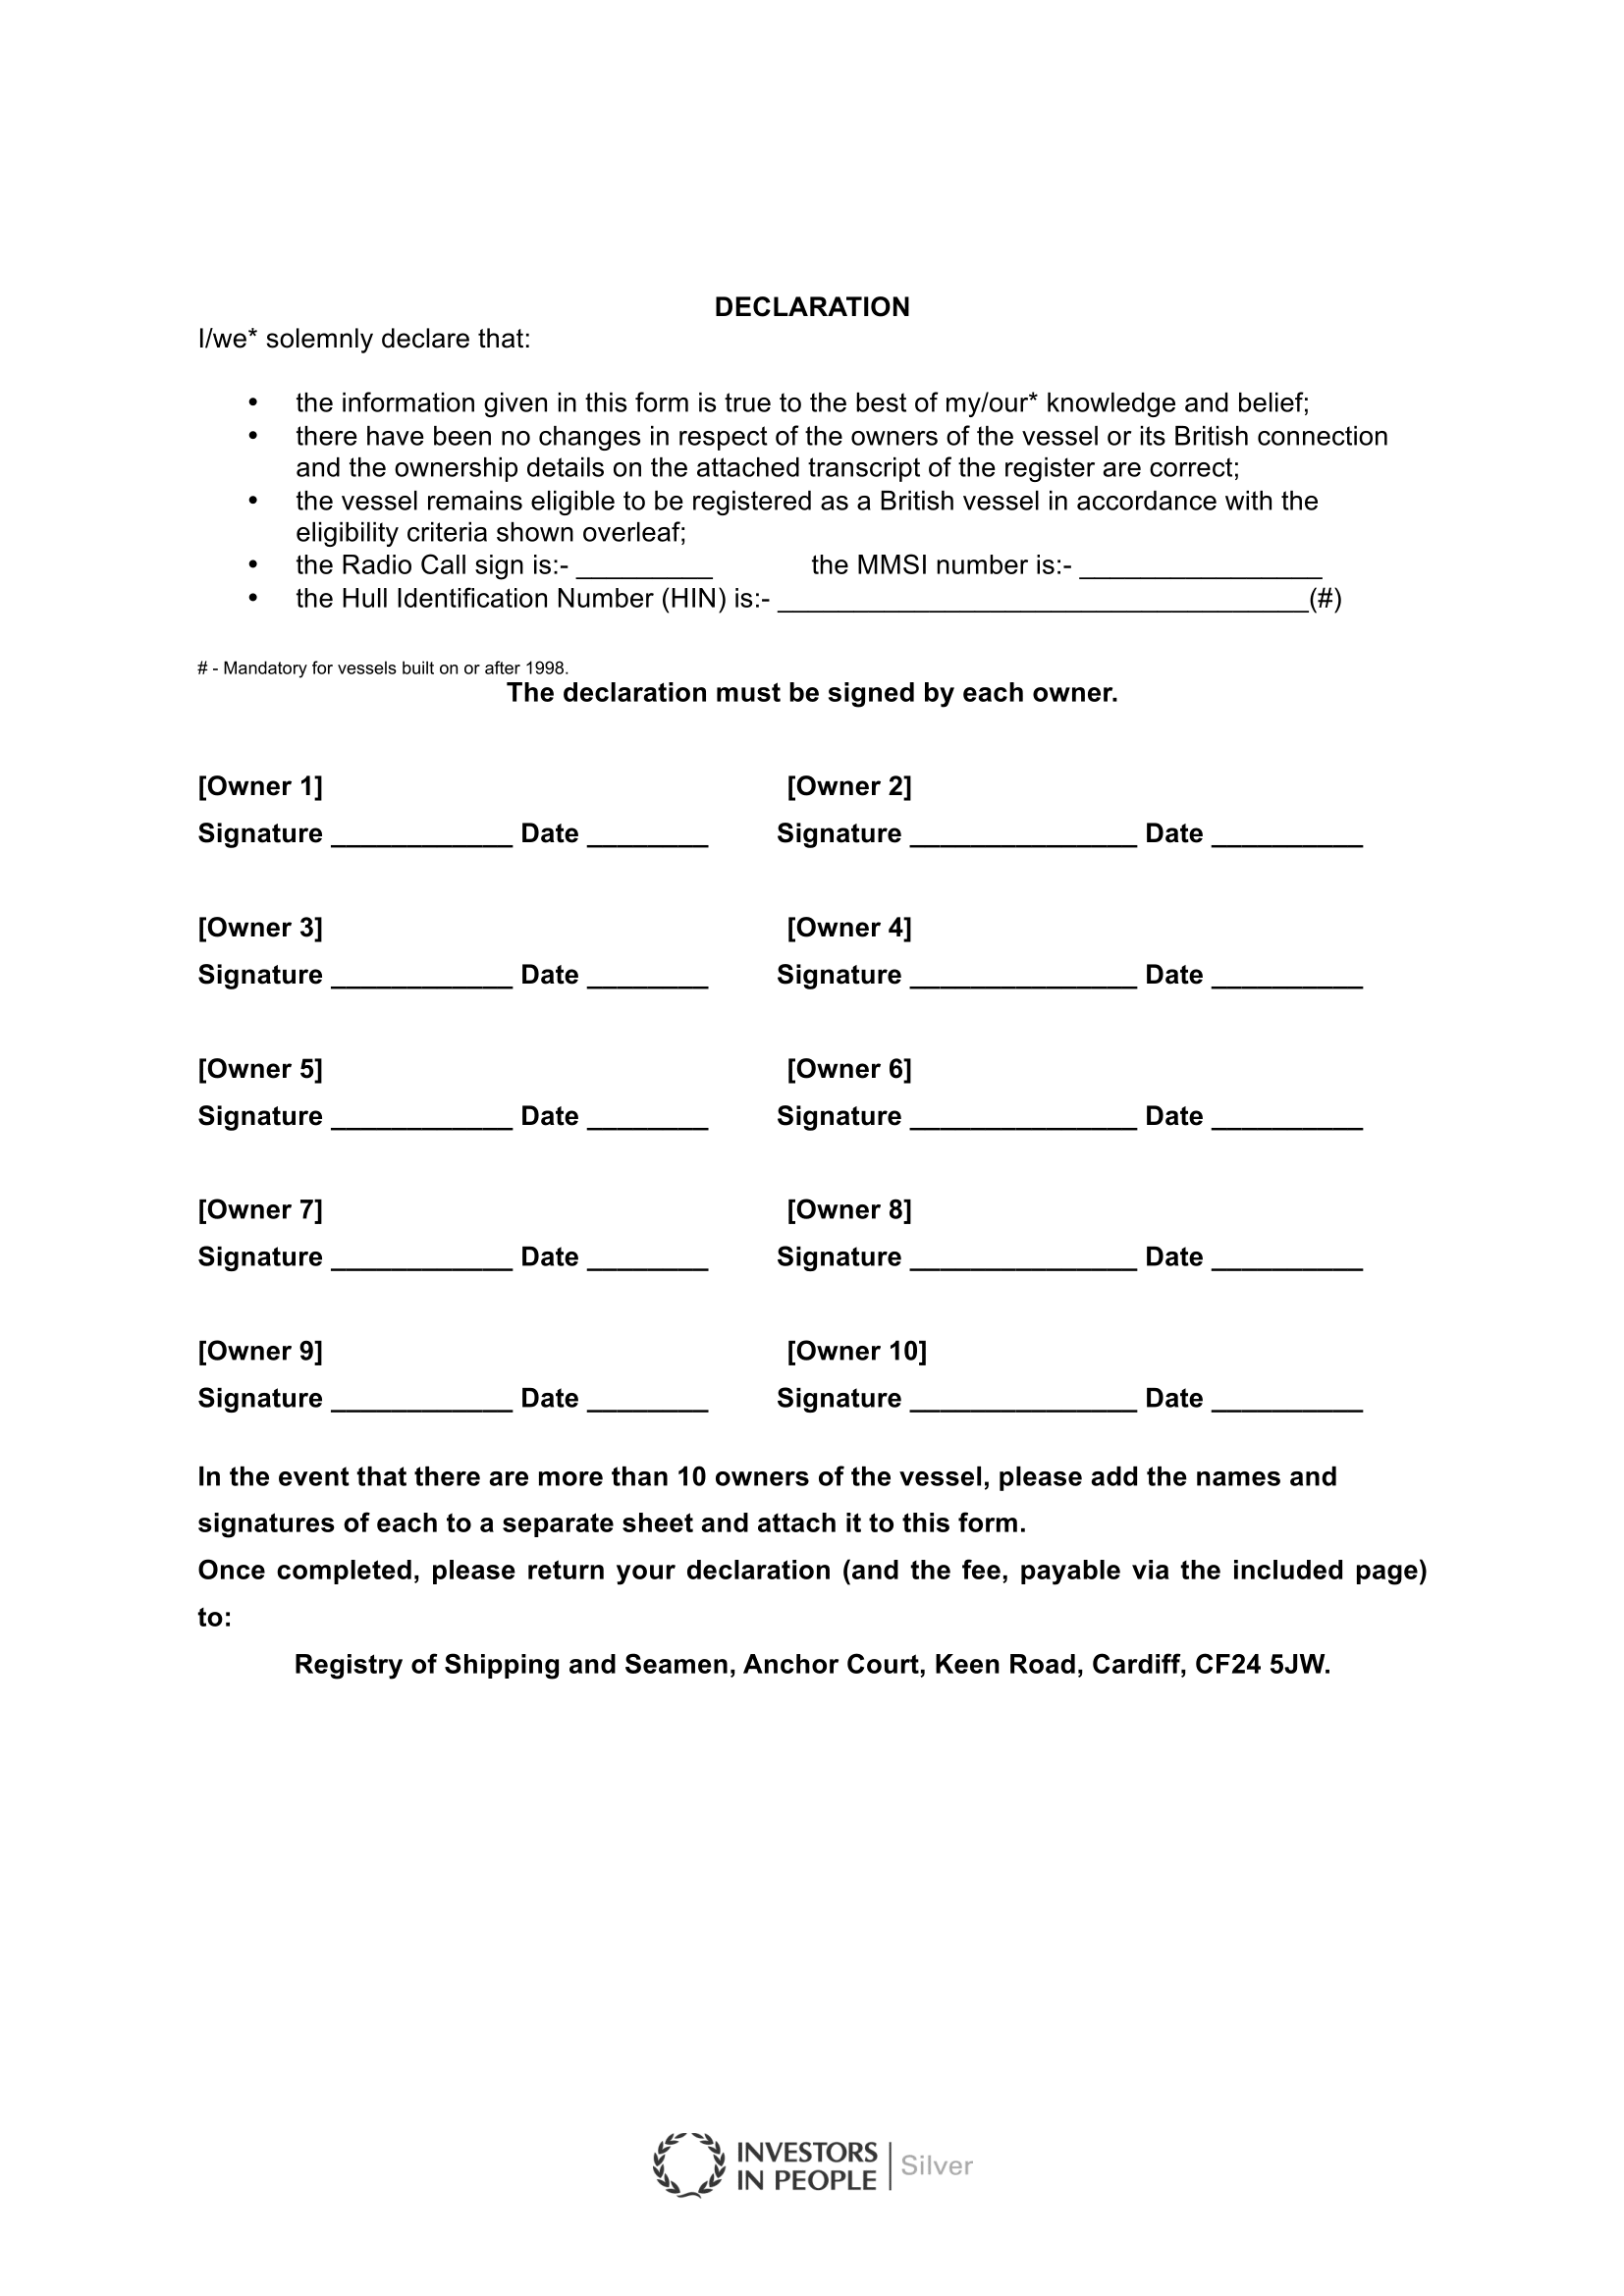 DECLARATION
I/we* solemnly declare that:
• the information given in this form is true to the best of my/our* knowledge and belief;
• there have been no changes in respect of the owners of the vessel or its British connection
and the ownership details on the attached transcript of the register are correct;
• the vessel remains eligible to be registered as a British vessel in accordance with the
eligibility criteria shown overleaf;
• the Radio Call sign is:- _________ the MMSI number is:- ________________
• the Hull Identification Number (HIN) is:- ___________________________________(#)
# - Mandatory for vessels built on or after 1998.
The declaration must be signed by each owner.
[Owner 1] [Owner 2]
Signature ____________ Date ________ Signature _______________ Date __________
[Owner 3] [Owner 4]
Signature ____________ Date ________ Signature _______________ Date __________
[Owner 5] [Owner 6]
Signature ____________ Date ________ Signature _______________ Date __________
[Owner 7] [Owner 8]
Signature ____________ Date ________ Signature _______________ Date __________
[Owner 9] [Owner 10]
Signature ____________ Date ________ Signature _______________ Date __________
In the event that there are more than 10 owners of the vessel, please add the names and
signatures of each to a separate sheet and attach it to this form.
Once completed, please return your declaration (and the fee, payable via the included page)
to:
Registry of Shipping and Seamen, Anchor Court, Keen Road, Cardiff, CF24 5JW.
INVESTORS
IN PEOPLE | Silver